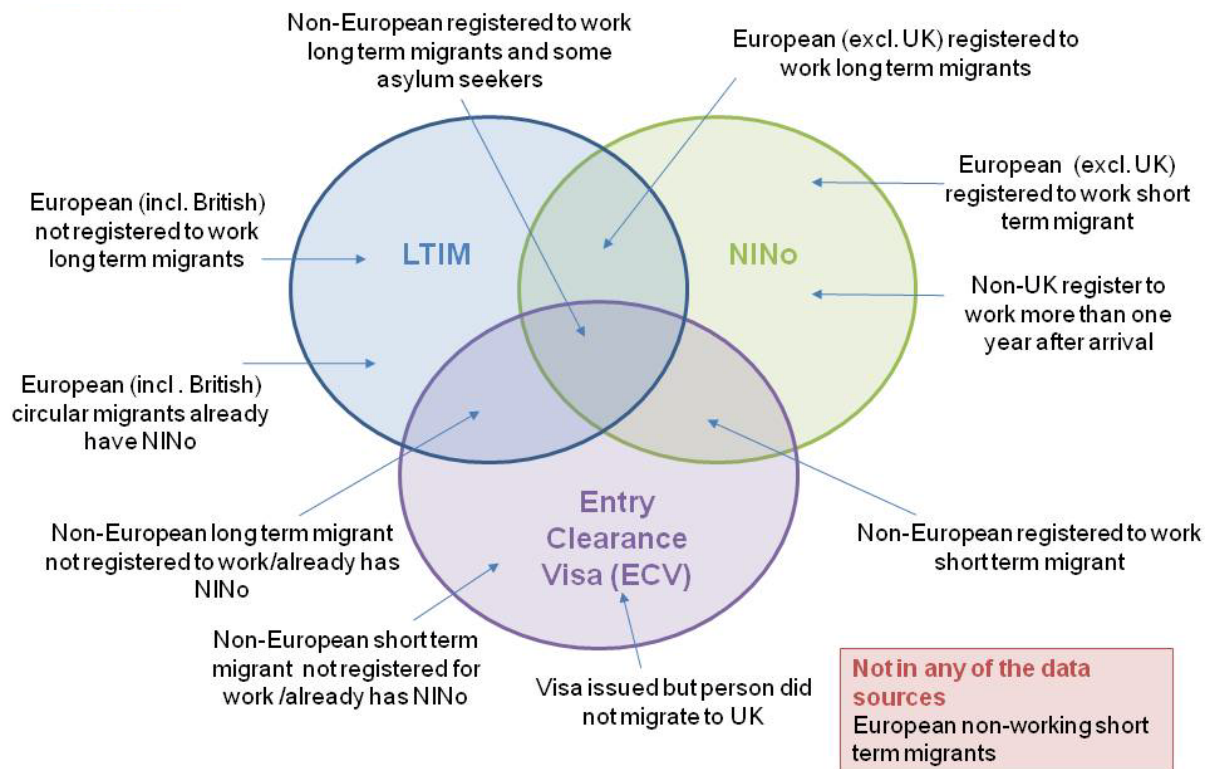 Non-European registered to work
long term migrants and some
asylum seekers
European (excl. UK) registered to
work long term migrants
European (excl. UK)
registered to work short
term migrant
European (incl. British)
not registered to work
long term migrants
LTIM
NINo
Non-UK register to
work more than one
year after arrival
European (incl. British)
circular migrants already
have NINo
Entry
Clearance
Visa (ECV)
Non-European long term migrant
not registered to work/already has
NINo
Non-European registered to work
short term migrant
Non-European short term
migrant not registered for
work /already has NINo
Visa issued but person did
not migrate to UK
Not in any of the data
sources
European non-working short
term migrants